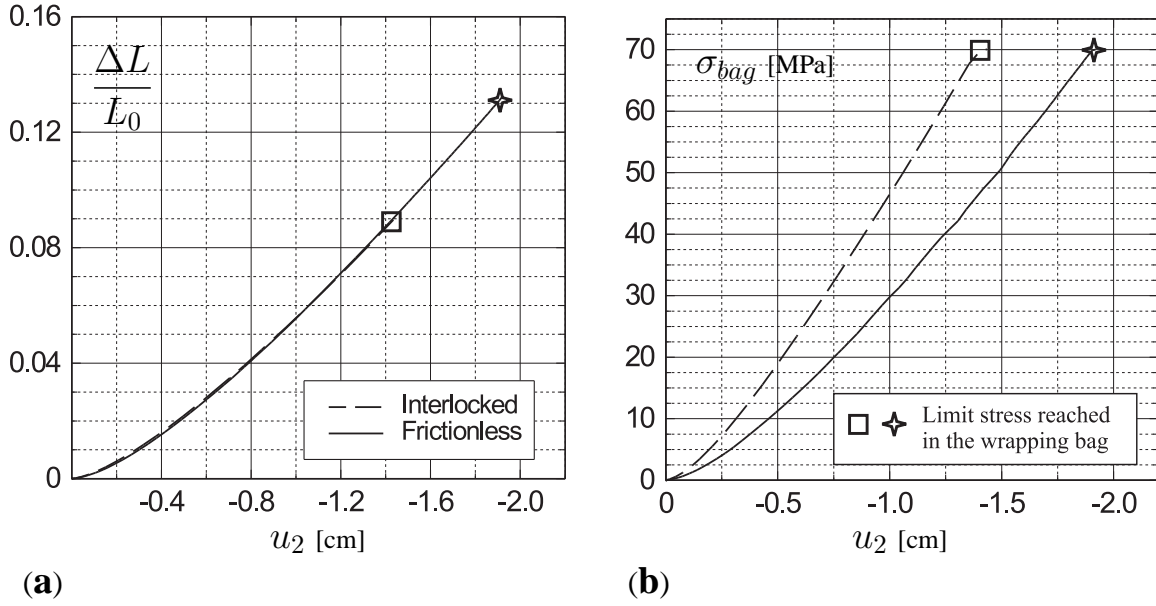 0.16
0.12
0.08
0.04
0
ΔL
L0
Interlocked
Frictionless
-0.4
-0.8
-1.2
-1.6
-2.0
u2 [cm]
(a)
70
60
50
40
30
20
10
0
σbag [MPa]
Limit stress reached
in the wrapping bag
0
-0.5
-1.0
-1.5
-2.0
u2 [cm]
(b)